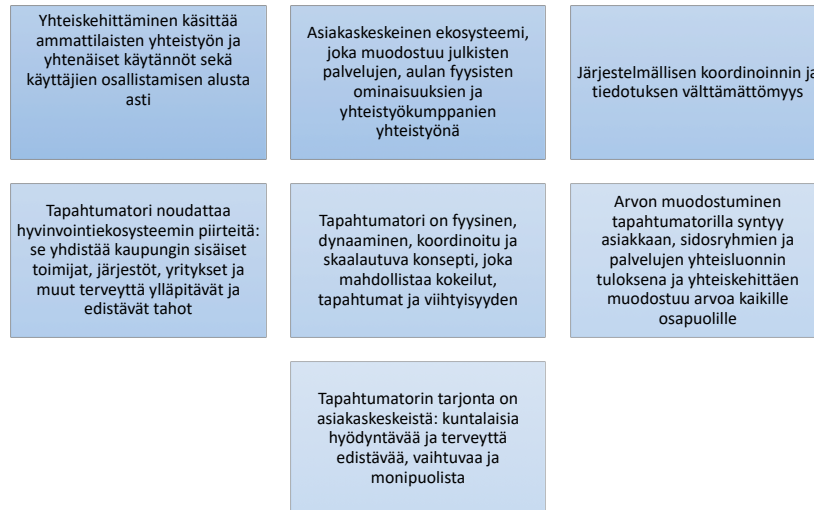 Yhteiskehittäminen käsittää
ammattilaisten yhteistyön ja
yhtenäiset käytännöt sekä
käyttäjien osallistamisen alusta
asti
Asiakaskeskeinen ekosysteemi,
joka muodostuu julkisten
palvelujen, aulan fyysisten
ominaisuuksien ja
yhteistyökumppanien
yhteistyönä
Järjestelmällisen koordinoinnin ja
tiedotuksen välttämättömyys
Tapahtumatori noudattaa
hyvinvointiekosysteemin piirteitä:
se yhdistää kaupungin sisäiset
toimijat, järjestöt, yritykset ja
muut terveyttä ylläpitävät ja
edistävät tahot
Tapahtumatori on fyysinen,
dynaaminen, koordinoitu ja
skaalautuva konsepti, joka
mahdollistaa kokeilut,
tapahtumat ja viihtyisyyden
Arvon muodostuminen
tapahtumatorilla syntyy
asiakkaan, sidosryhmien ja
palvelujen yhteisluonnin
tuloksena ja yhteiskehittäen
muodostuu arvoa kaikille
osapuolille
Tapahtumatorin tarjonta on
asiakaskeskeistä: kuntalaisia
hyödyntävää ja terveyttä
edistävää, vaihtuvaa ja
monipuolista